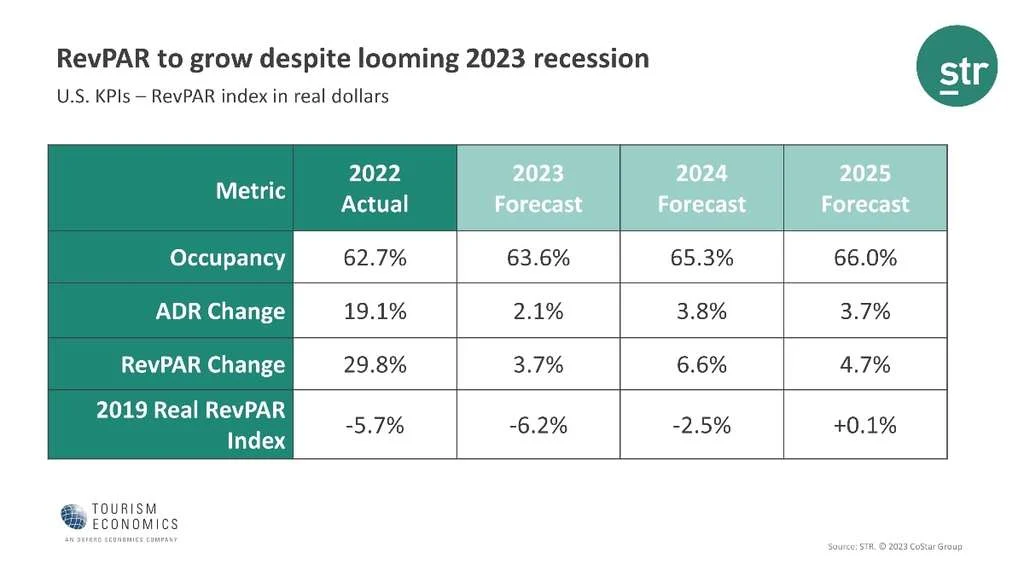 RevPAR to grow despite looming 2023 recession
str
U.S. KPIs – RevPAR index in real dollars
Metric 2022 Actual 2023 Forecast 2024 Forecast 2025 Forecast
Occupancy 62.7% 63.6% 65.3% 66.0%
ADR Change 19.1% 2.1% 3.8% 3.7%
RevPAR Change 29.8% 3.7% 6.6% 4.7%
2019 Real RevPAR Index -5.7% -6.2% -2.5% +0.1%
TOURISM
ECONOMICS
AN OXFORD ECONOMICS COMPANY
Source: STR. © 2023 CoStar Group